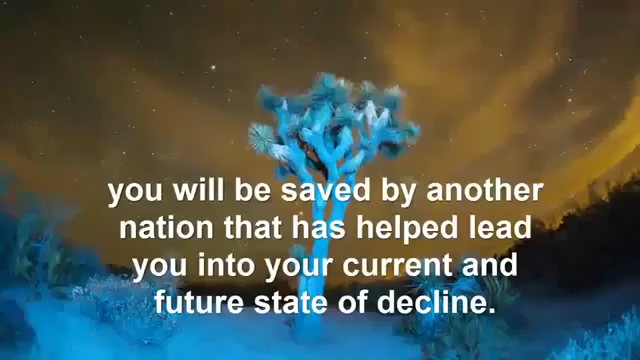 you will be saved by another
nation that has helped lead
you into your current and
future state of decline.